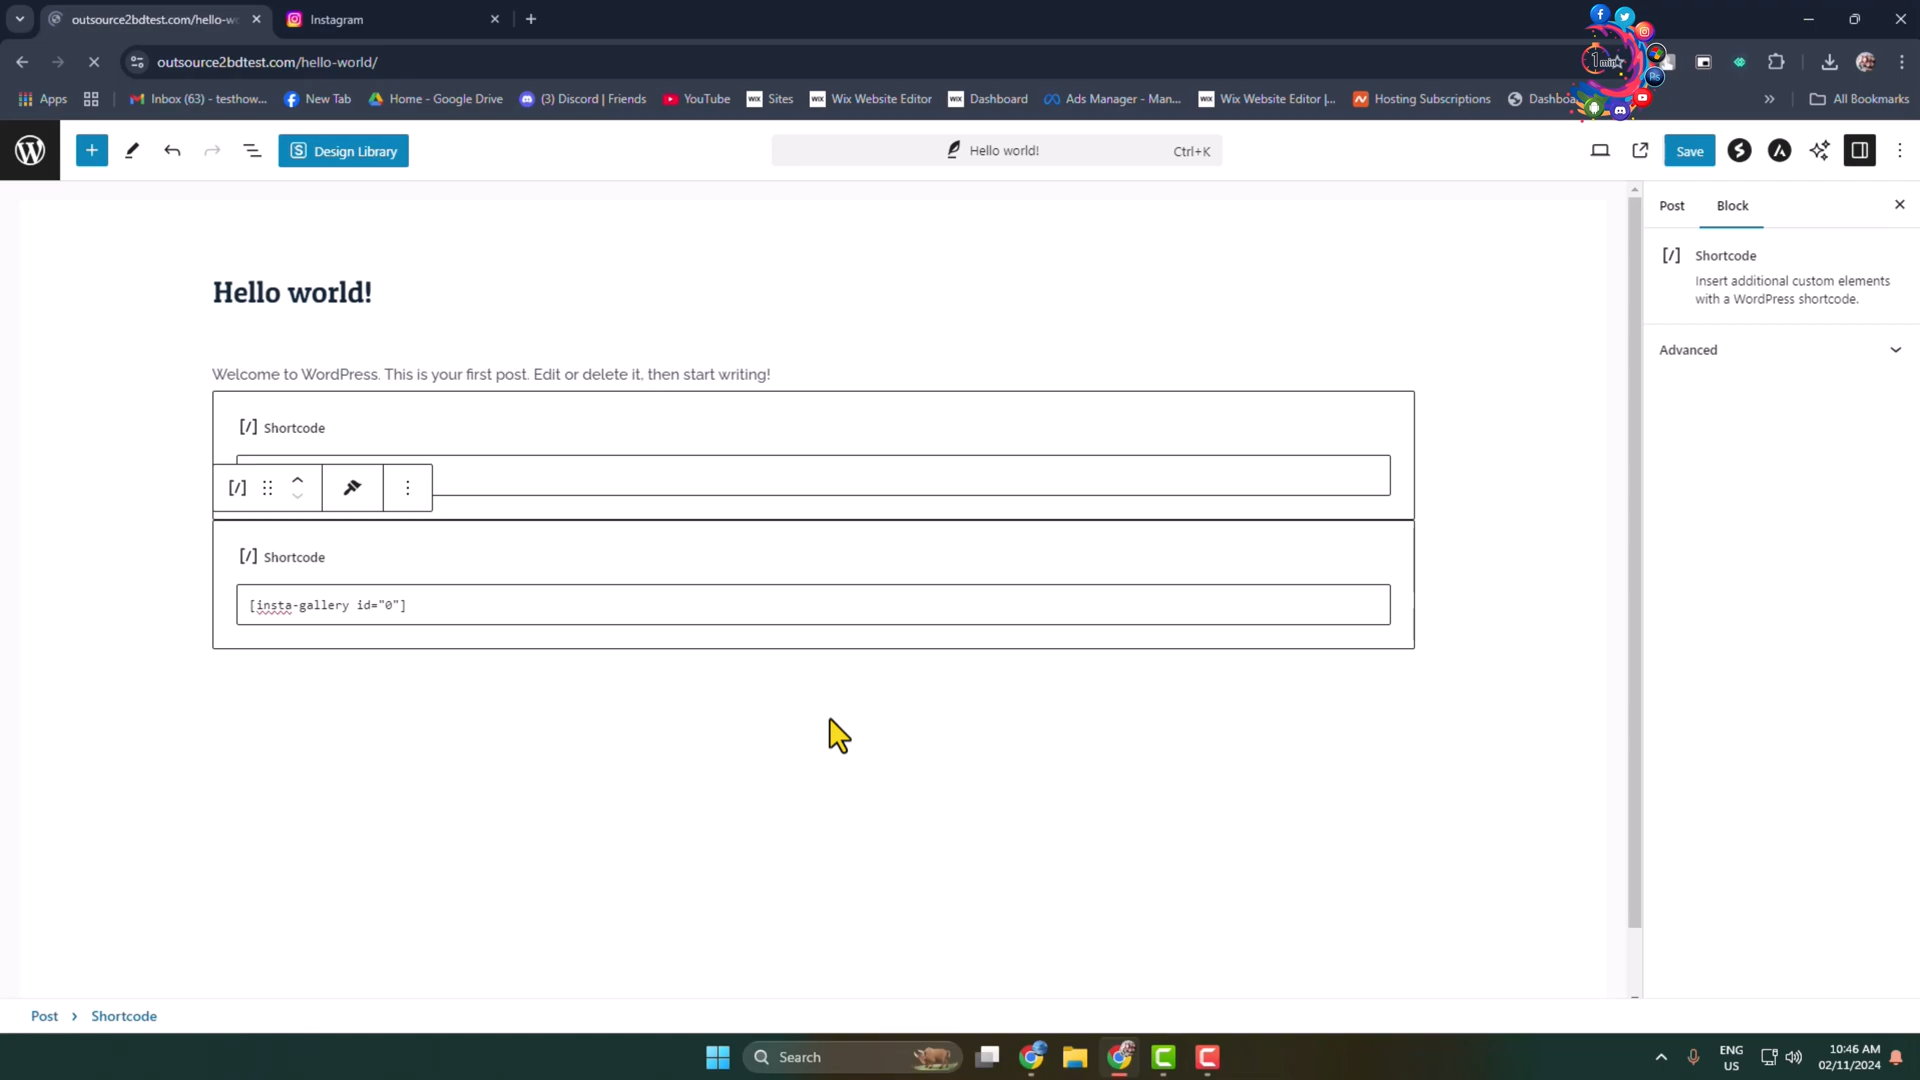 outsource2bdtest.com/hello-w
Instagram
outsource2bdtest.com/hello-world/
1 min
Apps
Inbox (63) - testhow...
New Tab
Home - Google Drive
(3) Discord | Friends
YouTube
Sites
Wix Website Editor
Dashboard
Ads Manager - Man...
Wix Website Editor |...
Hosting Subscriptions
Dashboa
All Bookmarks
Design Library
Hello world!
Ctrl+K
Save
Post
Block
[/] Shortcode
Insert additional custom elements
with a WordPress shortcode.
Advanced
Hello world!
Welcome to WordPress. This is your first post. Edit or delete it, then start writing!
[/] Shortcode
[/]
[/] Shortcode
[insta-gallery id="0"]
Post > Shortcode
Search
ENG
US
10:46 AM
02/11/2024